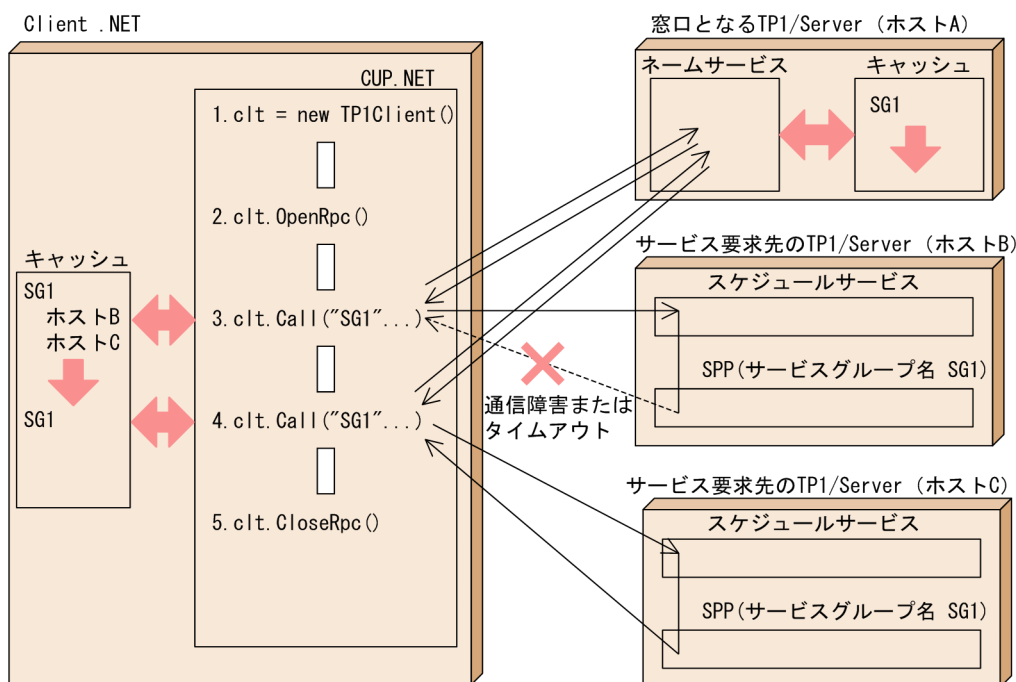 Client .NET
CUP.NET
1.clt = new TP1Client()
2.clt.OpenRpc()
3.clt.Call("SG1"...)
4.clt.Call("SG1"...)
5.clt.CloseRpc()
キャッシュ
SG1
ホストB
ホストC
SG1
窓口となるTP1/Server（ホストA）
ネームサービス
キャッシュ
SG1
サービス要求先のTP1/Server（ホストB）
スケジュールサービス
SPP(サービスグループ名 SG1)
通信障害または
タイムアウト
サービス要求先のTP1/Server（ホストC）
スケジュールサービス
SPP(サービスグループ名 SG1)